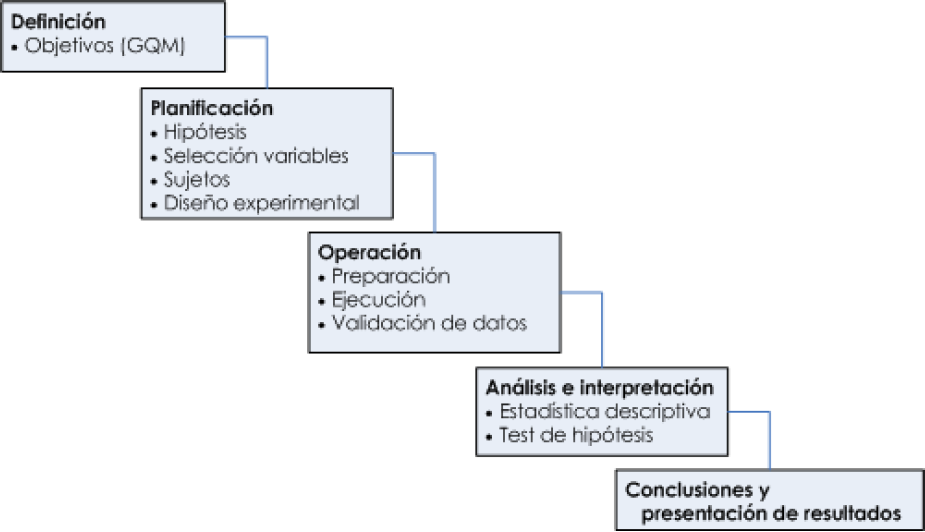 Definición
• Objetivos (GQM)
Planificación
• Hipótesis
• Selección variables
• Sujetos
• Diseño experimental
Operación
• Preparación
• Ejecución
• Validación de datos
Análisis e interpretación
• Estadística descriptiva
• Test de hipótesis
Conclusiones y
presentación de resultados